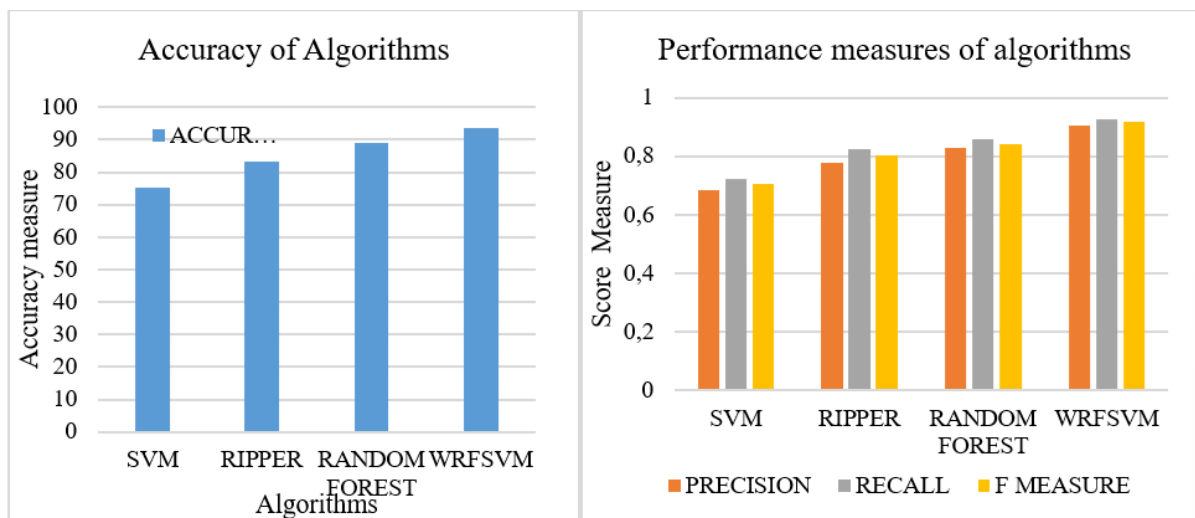 Accuracy of Algorithms
100
90
80
70
60
50
40
30
20
10
0
Accuracy measure
ACCUR...
SVM RIPPER RANDOM FOREST WRFSVM
Algorithms
Performance measures of algorithms
1
0,8
0,6
0,4
0,2
0
Score Measure
SVM RIPPER RANDOM FOREST WRFSVM
PRECISION RECALL F MEASURE